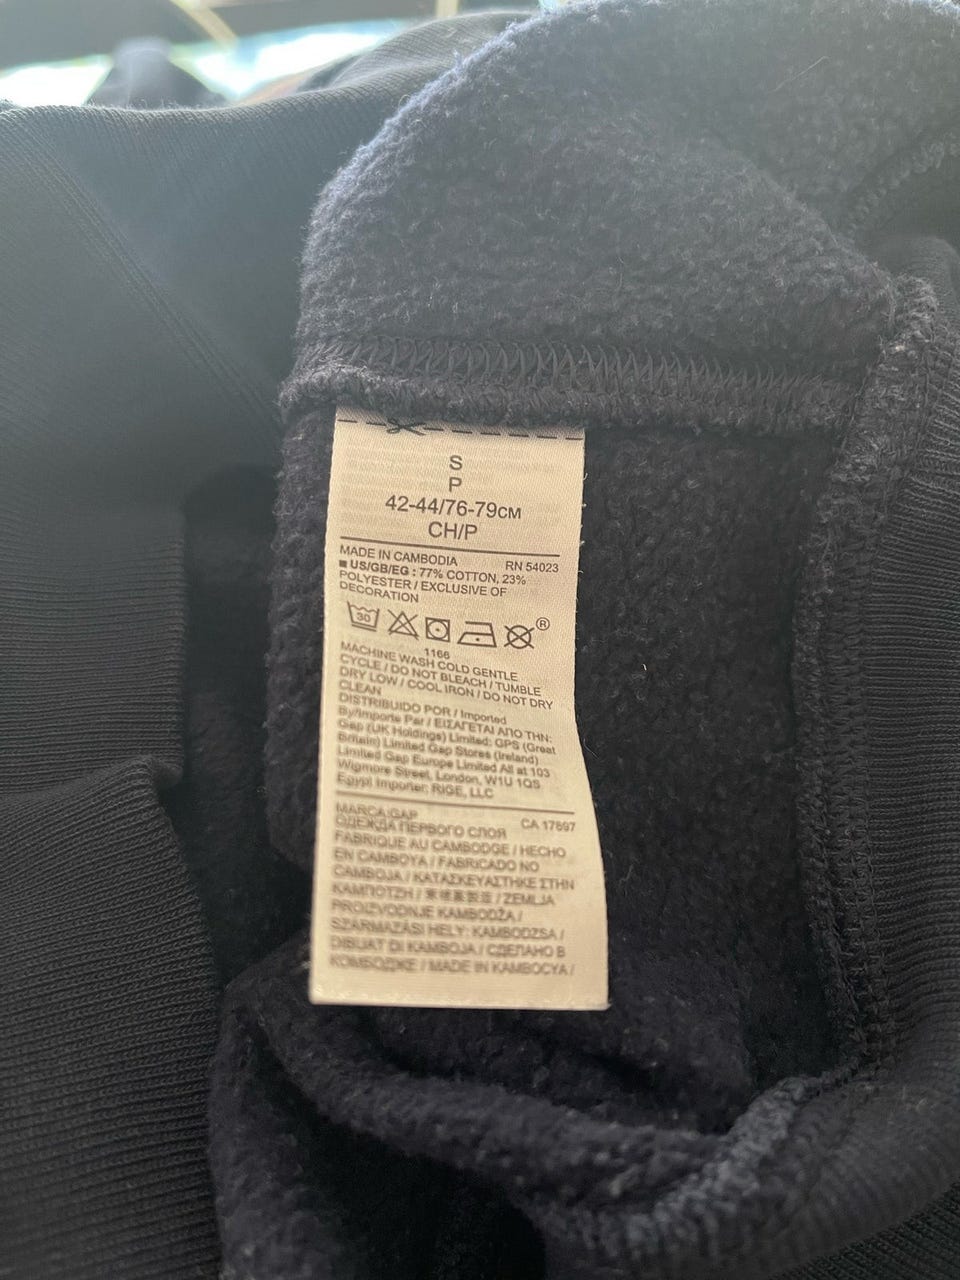 S
P
42-44/76-79см
CH/P
MADE IN CAMBODIA RN 54023
■ US/GB/EG : 77% COTTON, 23%
POLYESTER / EXCLUSIVE OF
DECORATION
30 ®
1166
MACHINE WASH COLD GENTLE
CYCLE / DO NOT BLEACH / TUMBLE
DRY LOW / COOL IRON / DO NOT DRY
CLEAN
DISTRIBUIDO POR / Imported
By/Importe Par / ΕΙΣΑΓΕΤΑΙ ΑΠΟ ΤΗΝ:
Gap (UK Holdings) Limited: GPS (Great
Britain) Limited Gap Stores (Ireland)
Limited Gap Europe Limited All at 103
Wigmore Street, London, W1U 1QS
Egypt Importer: RIGE, LLC
MARCA:GAP CA 17897
ОДЕЖДА ПЕРВОГО СЛОЯ
FABRIQUE AU CAMBODGE / HECHO
EN CAMBOYA / FABRICADO NO
CAMBOJA / ΚΑΤΑΣΚΕΥΑΣΤΗΚΕ ΣΤΗΝ
ΚΑΜΠΟΤΖΗ / 柬埔寨製造 / ZEMLJA
PROIZVODNJE KAMBODŽA /
SZÁRMAZÁSI HELY: KAMBODZSA /
DIBUAT DI KAMBOJA / СДЕЛАНО В
КОМБОДЖЕ / MADE IN KAMBOCYA /